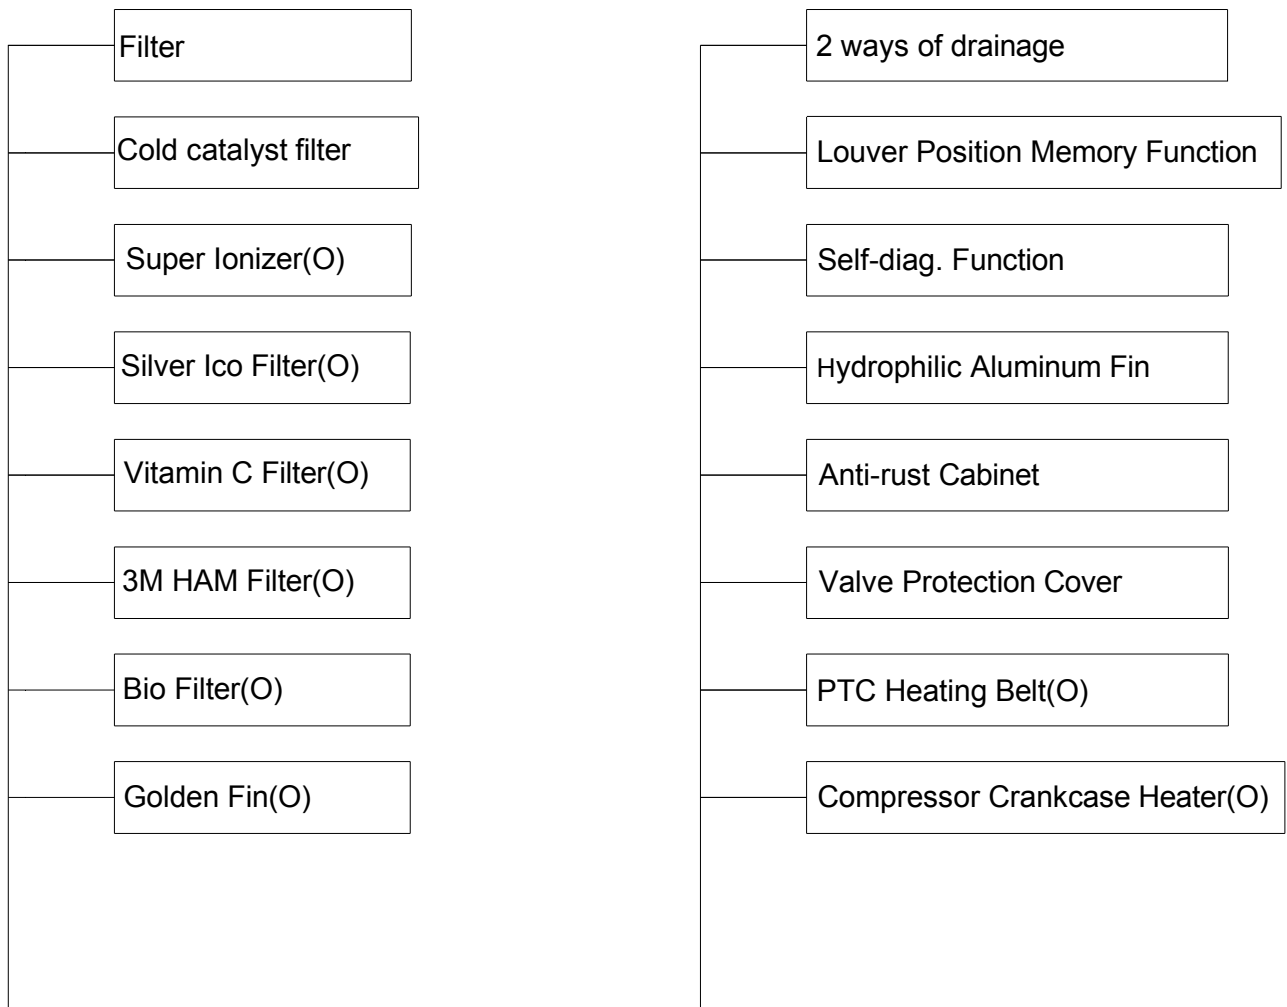 Filter
Cold catalyst filter
Super Ionizer(O)
Silver Ico Filter(O)
Vitamin C Filter(O)
3M HAM Filter(O)
Bio Filter(O)
Golden Fin(O)
2 ways of drainage
Louver Position Memory Function
Self-diag. Function
Hydrophilic Aluminum Fin
Anti-rust Cabinet
Valve Protection Cover
PTC Heating Belt(O)
Compressor Crankcase Heater(O)